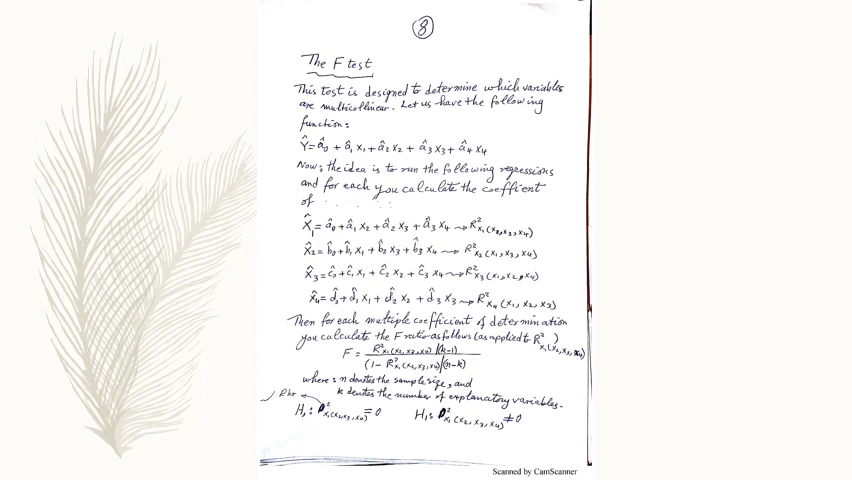 8
The F test
This test is designed to determine which variables
are multicollinear. Let us have the following
function:
Ŷ = â₀ + â₁ X₁ + â₂ X₂ + â₃ X₃ + â₄ X₄
Now: the idea is to run the following regressions
and for each you calculate the coefficient
of
X̂₁ = â₀ + â₁ X₂ + â₂ X₃ + â₃ X₄ → R²x₁(x₂,x₃,x₄)
X̂₂ = b̂₀ + b̂₁ X₁ + b̂₂ X₃ + b̂₃ X₄ → R²x₂(x₁,x₃,x₄)
X̂₃ = ĉ₀ + ĉ₁ X₁ + ĉ₂ X₂ + ĉ₃ X₄ → R²x₃(x₁,x₂,x₄)
X̂₄ = d̂₀ + d̂₁ X₁ + d̂₂ X₂ + d̂₃ X₃ → R²x₄(x₁,x₂,x₃)
Then for each multiple coefficient of determination
you calculate the F ratio as follows (as applied to R²x₁(x₂,x₃,x₄))
F = R²x₁(x₂,x₃,x₄) /(k-1)
(1 - R²x₁(x₂,x₃,x₄))/(n-k)
where: n denotes the sample size, and
k denotes the number of explanatory variables.
Rho
H₀: ρ²x₁(x₂,x₃,x₄) = 0 H₁: ρ²x₁(x₂,x₃,x₄) ≠ 0
Scanned by CamScanner